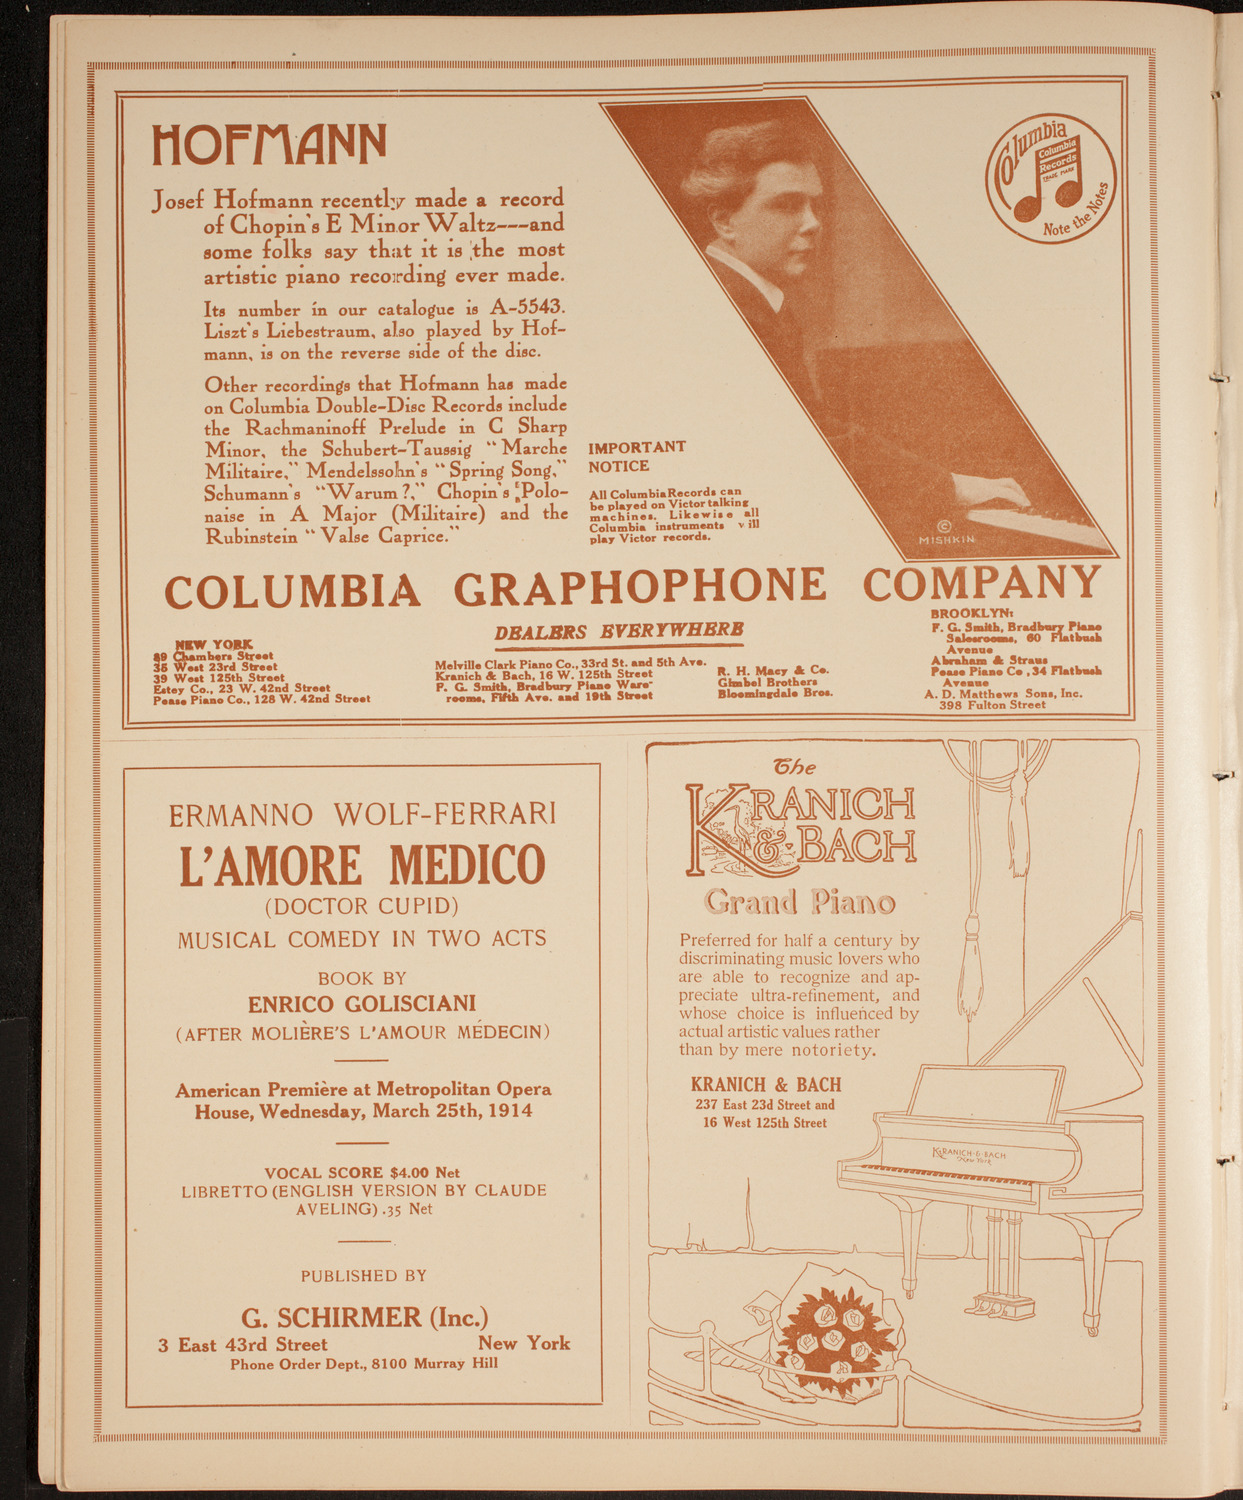 HOFMANN
Josef Hofmann recently made a record
of Chopin's E Minor Waltz---and
some folks say that it is the most
artistic piano recording ever made.
Its number in our catalogue is A-5543.
Liszt's Liebestraum, also played by Hof-
mann, is on the reverse side of the disc.
Other recordings that Hofmann has made
on Columbia Double-Disc Records include
the Rachmaninoff Prelude in C Sharp
Minor, the Schubert-Taussig "Marche
Militaire," Mendelssohn's "Spring Song,"
Schumann's "Warum?," Chopin's Polo-
naise in A Major (Militaire) and the
Rubinstein "Valse Caprice."
IMPORTANT
NOTICE
All Columbia Records can
be played on Victor talking
machines. Likewise all
Columbia instruments will
play Victor records.
©
MISHKIN
Columbia
Columbia
Records
TRADE MARK
Note the Notes
COLUMBIA GRAPHOPHONE COMPANY
DEALERS EVERYWHERE
NEW YORK
89 Chambers Street
35 West 23rd Street
39 West 125th Street
Estey Co., 23 W. 42nd Street
Pease Piano Co., 128 W. 42nd Street
Melville Clark Piano Co., 33rd St. and 5th Ave.
Kranich & Bach, 16 W. 125th Street
F. G. Smith, Bradbury Piano Ware-
rooms, Fifth Ave. and 19th Street
R. H. Macy & Co.
Gimbel Brothers
Bloomingdale Bros.
BROOKLYN:
F. G. Smith, Bradbury Piano
Salesrooms, 60 Flatbush
Avenue
Abraham & Straus
Pease Piano Co., 34 Flatbush
Avenue
A. D. Matthews Sons, Inc.
398 Fulton Street
ERMANNO WOLF-FERRARI
L'AMORE MEDICO
(DOCTOR CUPID)
MUSICAL COMEDY IN TWO ACTS
BOOK BY
ENRICO GOLISCIANI
(AFTER MOLIÈRE'S L'AMOUR MÉDECIN)
American Première at Metropolitan Opera
House, Wednesday, March 25th, 1914
VOCAL SCORE $4.00 Net
LIBRETTO (ENGLISH VERSION BY CLAUDE
AVELING) .35 Net
PUBLISHED BY
G. SCHIRMER (Inc.)
3 East 43rd Street New York
Phone Order Dept., 8100 Murray Hill
The
KRANICH
& BACH
Grand Piano
Preferred for half a century by
discriminating music lovers who
are able to recognize and ap-
preciate ultra-refinement, and
whose choice is influenced by
actual artistic values rather
than by mere notoriety.
KRANICH & BACH
237 East 23d Street and
16 West 125th Street
KRANICH & BACH
New York